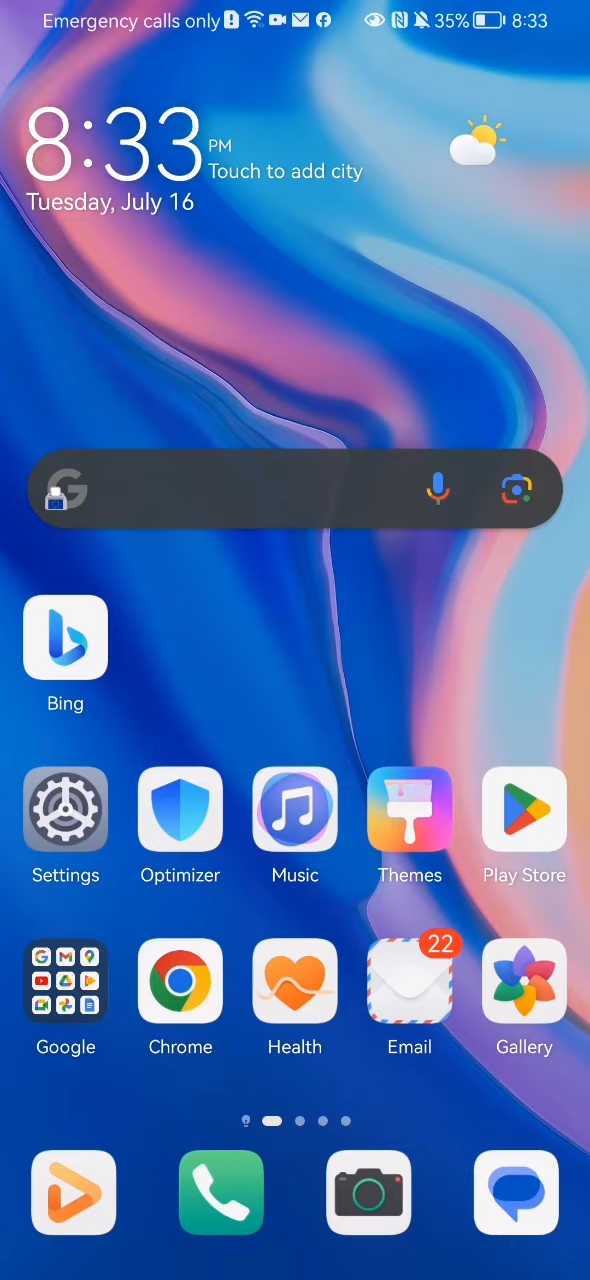 Emergency calls only 35% 8:33
8:33 PM
Touch to add city
Tuesday, July 16
Bing
Settings Optimizer Music Themes Play Store
22
Google Chrome Health Email Gallery